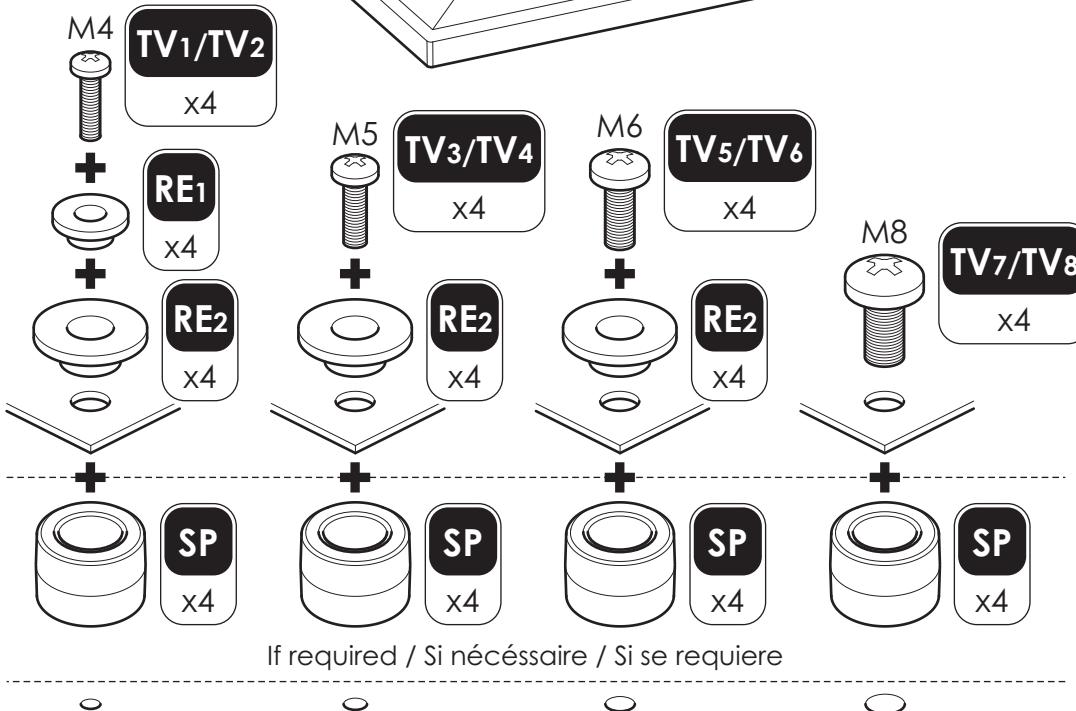 M4
TV1/TV2
x4
RE1
x4
RE2
x4
M5
TV3/TV4
x4
RE2
x4
M6
TV5/TV6
x4
RE2
x4
M8
TV7/TV8
x4
SP
x4
SP
x4
SP
x4
SP
x4
If required / Si nécéssaire / Si se requiere